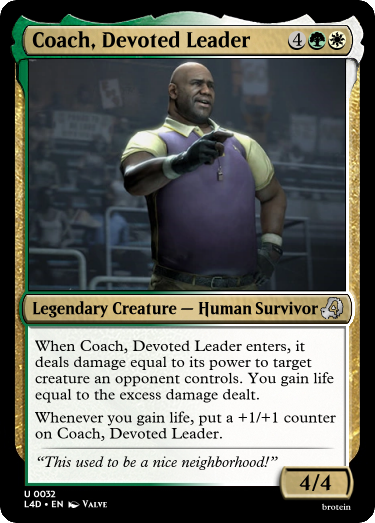 Coach, Devoted Leader 4
Legendary Creature — Human Survivor
When Coach, Devoted Leader enters, it
deals damage equal to its power to target
creature an opponent controls. You gain life
equal to the excess damage dealt.
Whenever you gain life, put a +1/+1 counter
on Coach, Devoted Leader.
“This used to be a nice neighborhood!”
4/4
U 0032
L4D • EN Valve
brotein